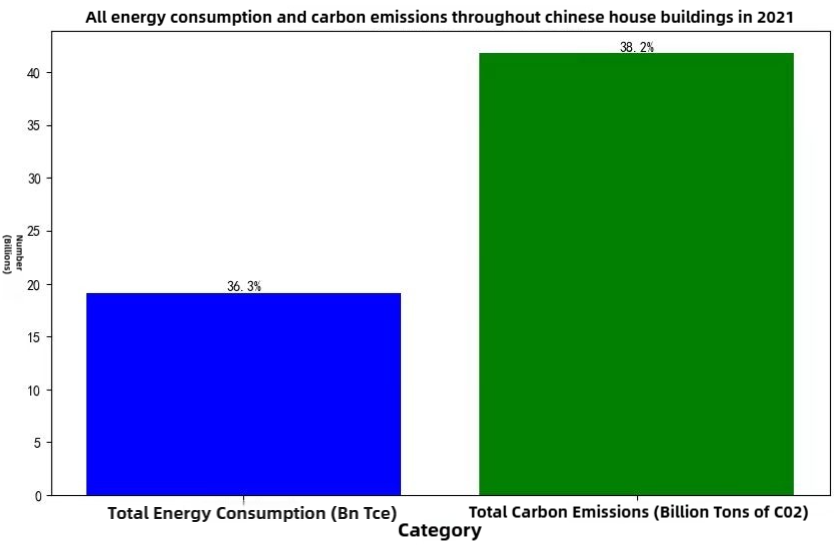 All energy consumption and carbon emissions throughout chinese house buildings in 2021
38.2%
40
35
30
25
Number
(Billions)
36.3%
20
15
10
5
0
Total Energy Consumption (Bn Tce)
Total Carbon Emissions (Billion Tons of C02)
Category